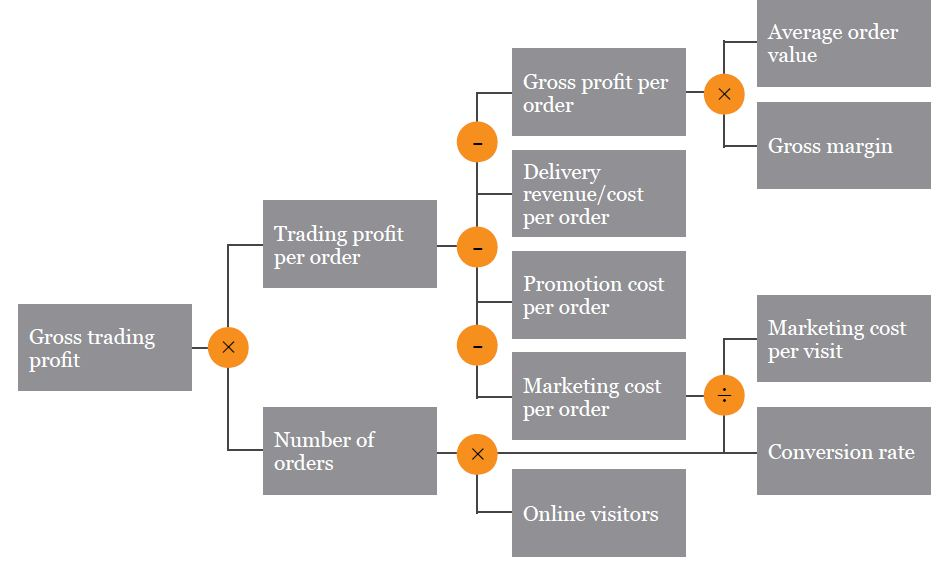 Average order
value
Gross profit per
order
×
-
Gross margin
Delivery
revenue/cost
per order
Trading profit
per order
-
Promotion cost
per order
Marketing cost
per visit
Gross trading
profit
×
-
Marketing cost
per order
÷
Number of
orders
×
Conversion rate
Online visitors